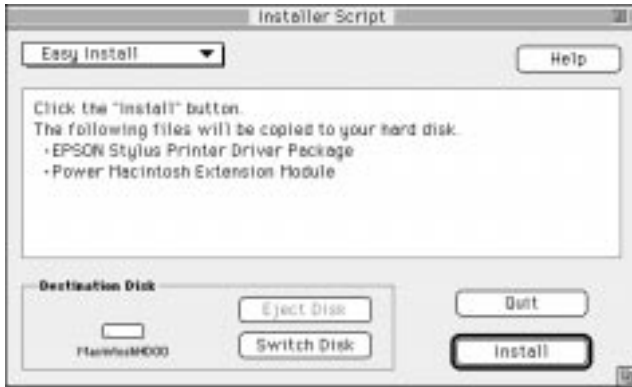 Installer Script
Easy Install
Help
Click the "Install" button.
The following files will be copied to your hard disk.
•EPSON Stylus Printer Driver Package
•Power Macintosh Extension Module
Destination Disk
Eject Disk
Quit
MacintoshHD00
Switch Disk
Install